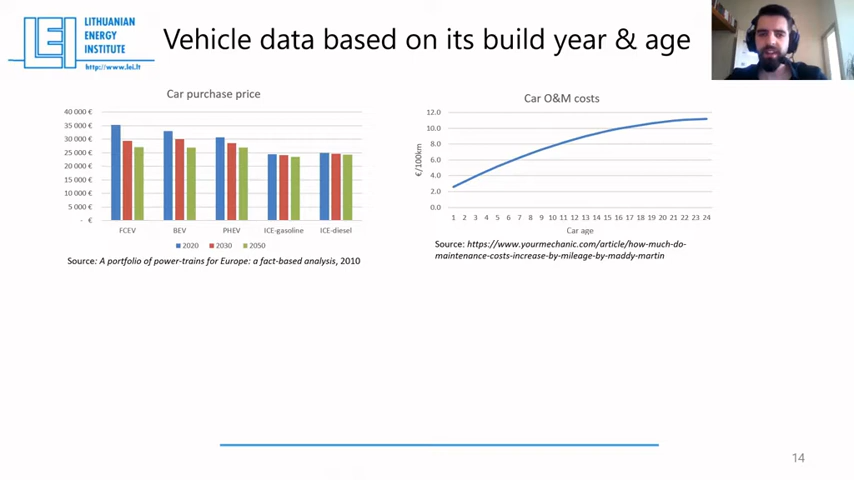 LEI
LITHUANIAN
ENERGY
INSTITUTE
http://www.lei.lt
Vehicle data based on its build year & age
Car purchase price
40 000 €
35 000 €
30 000 €
25 000 €
20 000 €
15 000 €
10 000 €
5 000 €
- €
FCEV BEV PHEV ICE-gasoline ICE-diesel
2020 2030 2050
Source: A portfolio of power-trains for Europe: a fact-based analysis, 2010
Car O&M costs
€/100km
12.0
10.0
8.0
6.0
4.0
2.0
0.0
1 2 3 4 5 6 7 8 9 10 11 12 13 14 15 16 17 18 19 20 21 22 23 24
Car age
Source: https://www.yourmechanic.com/article/how-much-do-
maintenance-costs-increase-by-mileage-by-maddy-martin
14